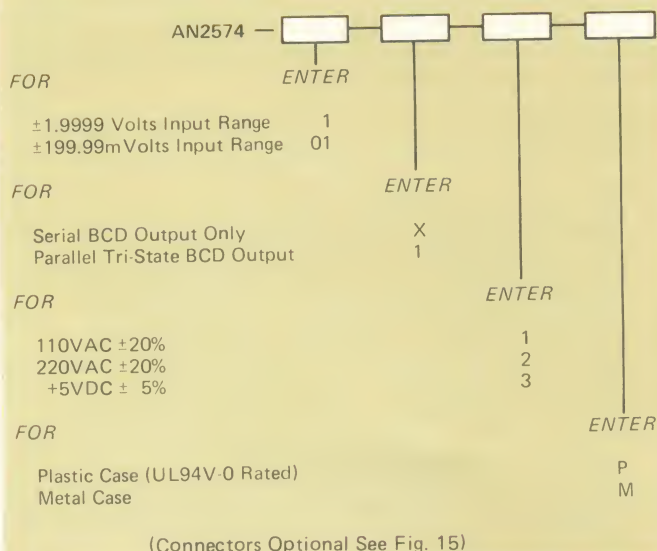 AN2574 —
FOR ENTER
±1.9999 Volts Input Range 1
±199.99mVolts Input Range 01
FOR ENTER
Serial BCD Output Only X
Parallel Tri-State BCD Output 1
FOR ENTER
110VAC ±20% 1
220VAC ±20% 2
+5VDC ± 5% 3
FOR ENTER
Plastic Case (UL94V-0 Rated) P
Metal Case M
(Connectors Optional See Fig. 15)